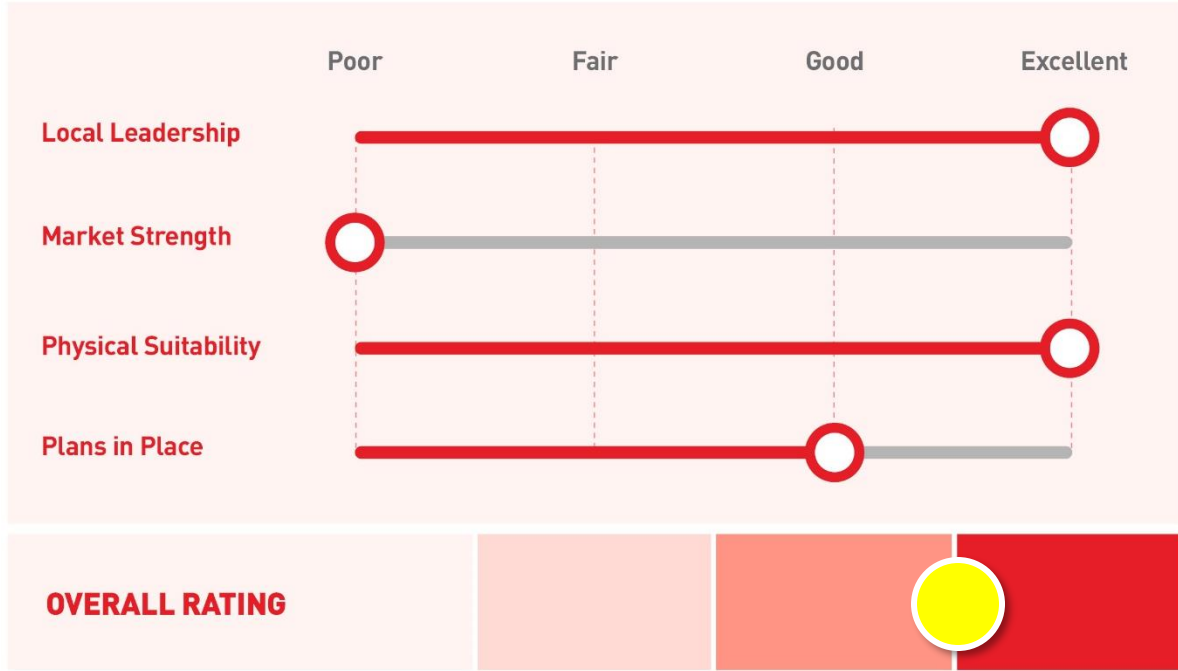 Poor Fair Good Excellent
Local Leadership
Market Strength
Physical Suitability
Plans in Place
OVERALL RATING